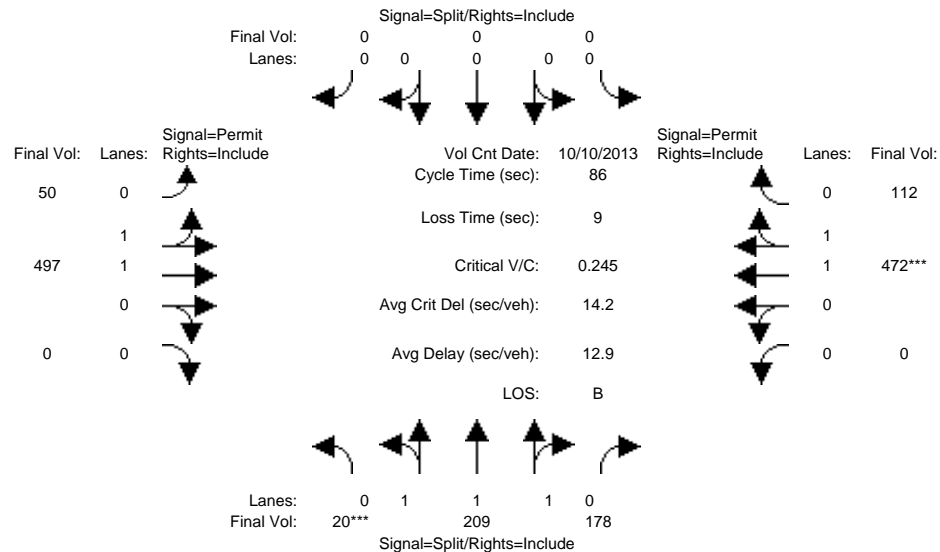 Signal=Split/Rights=Include
Final Vol: 0 0 0
Lanes: 0 0 0 0 0
Signal=Permit Signal=Permit
Final Vol: Lanes: Rights=Include Vol Cnt Date: 10/10/2013 Rights=Include Lanes: Final Vol:
Cycle Time (sec): 86
50 0 0 112
Loss Time (sec): 9
1 1
497 1 Critical V/C: 0.245 1 472***
0 Avg Crit Del (sec/veh): 14.2 0
0 0 Avg Delay (sec/veh): 12.9 0 0
LOS: B
Lanes: 0 1 1 1 0
Final Vol: 20*** 209 178
Signal=Split/Rights=Include